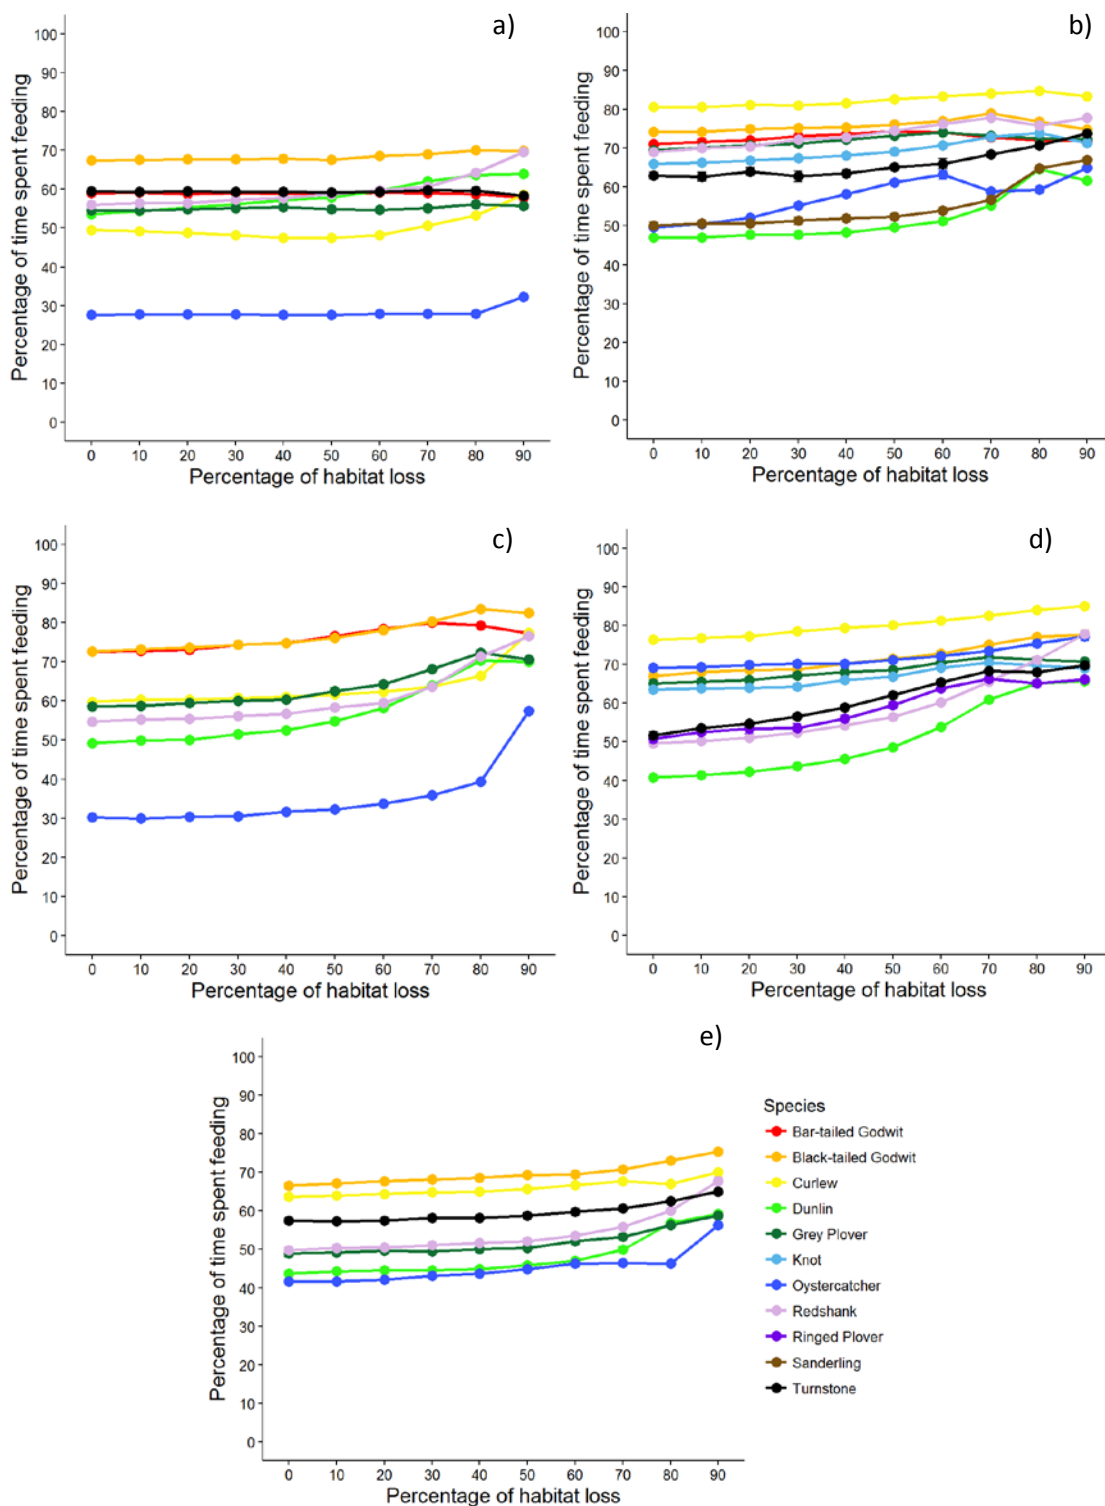 a)
Percentage of time spent feeding
100
90
80
70
60
50
40
30
20
10
0
0 10 20 30 40 50 60 70 80 90
Percentage of habitat loss
b)
Percentage of time spent feeding
100
90
80
70
60
50
40
30
20
10
0
0 10 20 30 40 50 60 70 80 90
Percentage of habitat loss
c)
Percentage of time spent feeding
100
90
80
70
60
50
40
30
20
10
0
0 10 20 30 40 50 60 70 80 90
Percentage of habitat loss
d)
Percentage of time spent feeding
100
90
80
70
60
50
40
30
20
10
0
0 10 20 30 40 50 60 70 80 90
Percentage of habitat loss
e)
Percentage of time spent feeding
100
90
80
70
60
50
40
30
20
10
0
0 10 20 30 40 50 60 70 80 90
Percentage of habitat loss
Species
Bar-tailed Godwit
Black-tailed Godwit
Curlew
Dunlin
Grey Plover
Knot
Oystercatcher
Redshank
Ringed Plover
Sanderling
Turnstone